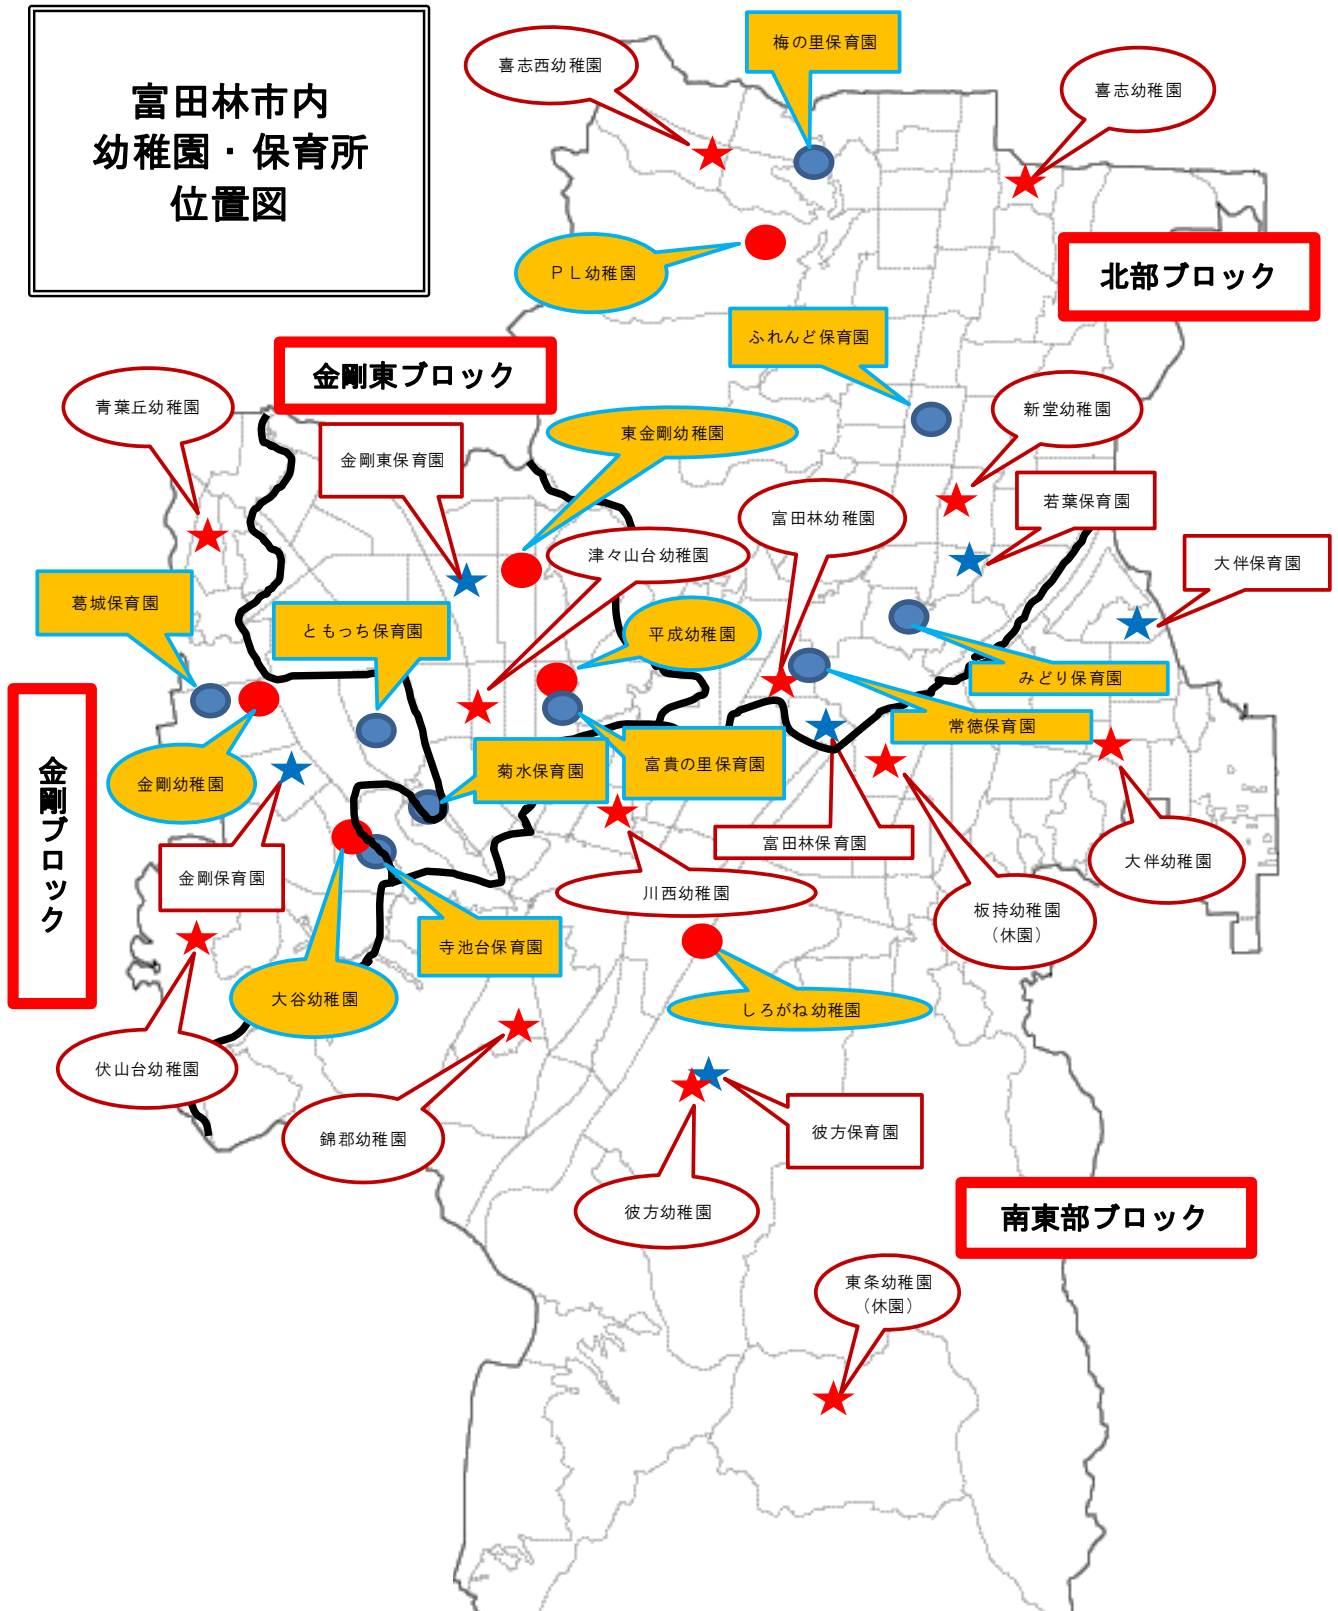 富田林市内
幼稚園・保育所
位置図
梅の里保育園
喜志西幼稚園
喜志幼稚園
ＰＬ幼稚園
北部ブロック
ふれんど保育園
金剛東ブロック
青葉丘幼稚園
新堂幼稚園
東金剛幼稚園
金剛東保育園
若葉保育園
富田林幼稚園
津々山台幼稚園
大伴保育園
葛城保育園
ともっち保育園
平成幼稚園
みどり保育園
常徳保育園
菊水保育園
富貴の里保育園
金剛幼稚園
金剛ブロック
富田林保育園
大伴幼稚園
金剛保育園
川西幼稚園
板持幼稚園
（休園）
寺池台保育園
大谷幼稚園
しろがね幼稚園
伏山台幼稚園
錦郡幼稚園
彼方保育園
彼方幼稚園
南東部ブロック
東条幼稚園
（休園）